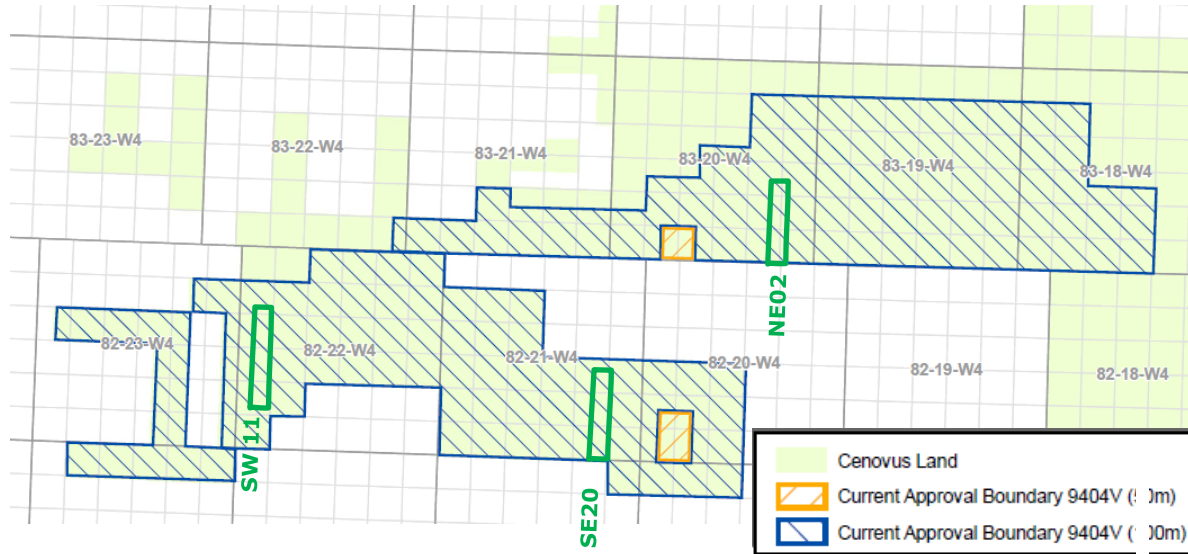 83-23-W4
83-22-W4
83-21-W4
83-20-W4
83-19-W4
83-18-W4
NE02
82-23-W4
82-22-W4
82-21-W4
82-20-W4
82-19-W4
82-18-W4
SW 11
SE20
Cenovus Land
Current Approval Boundary 9404V (
Current Approval Boundary 9404V (